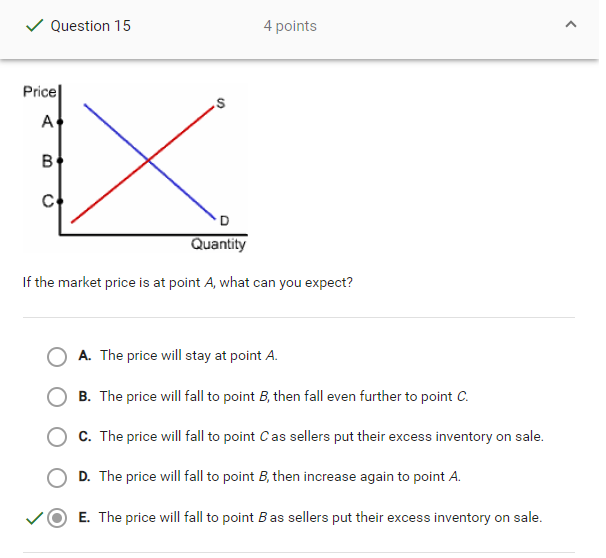 Question 15 4 points
Price
S
A
B
C
D
Quantity
If the market price is at point A, what can you expect?
A. The price will stay at point A.
B. The price will fall to point B, then fall even further to point C.
C. The price will fall to point C as sellers put their excess inventory on sale.
D. The price will fall to point B, then increase again to point A.
E. The price will fall to point B as sellers put their excess inventory on sale.